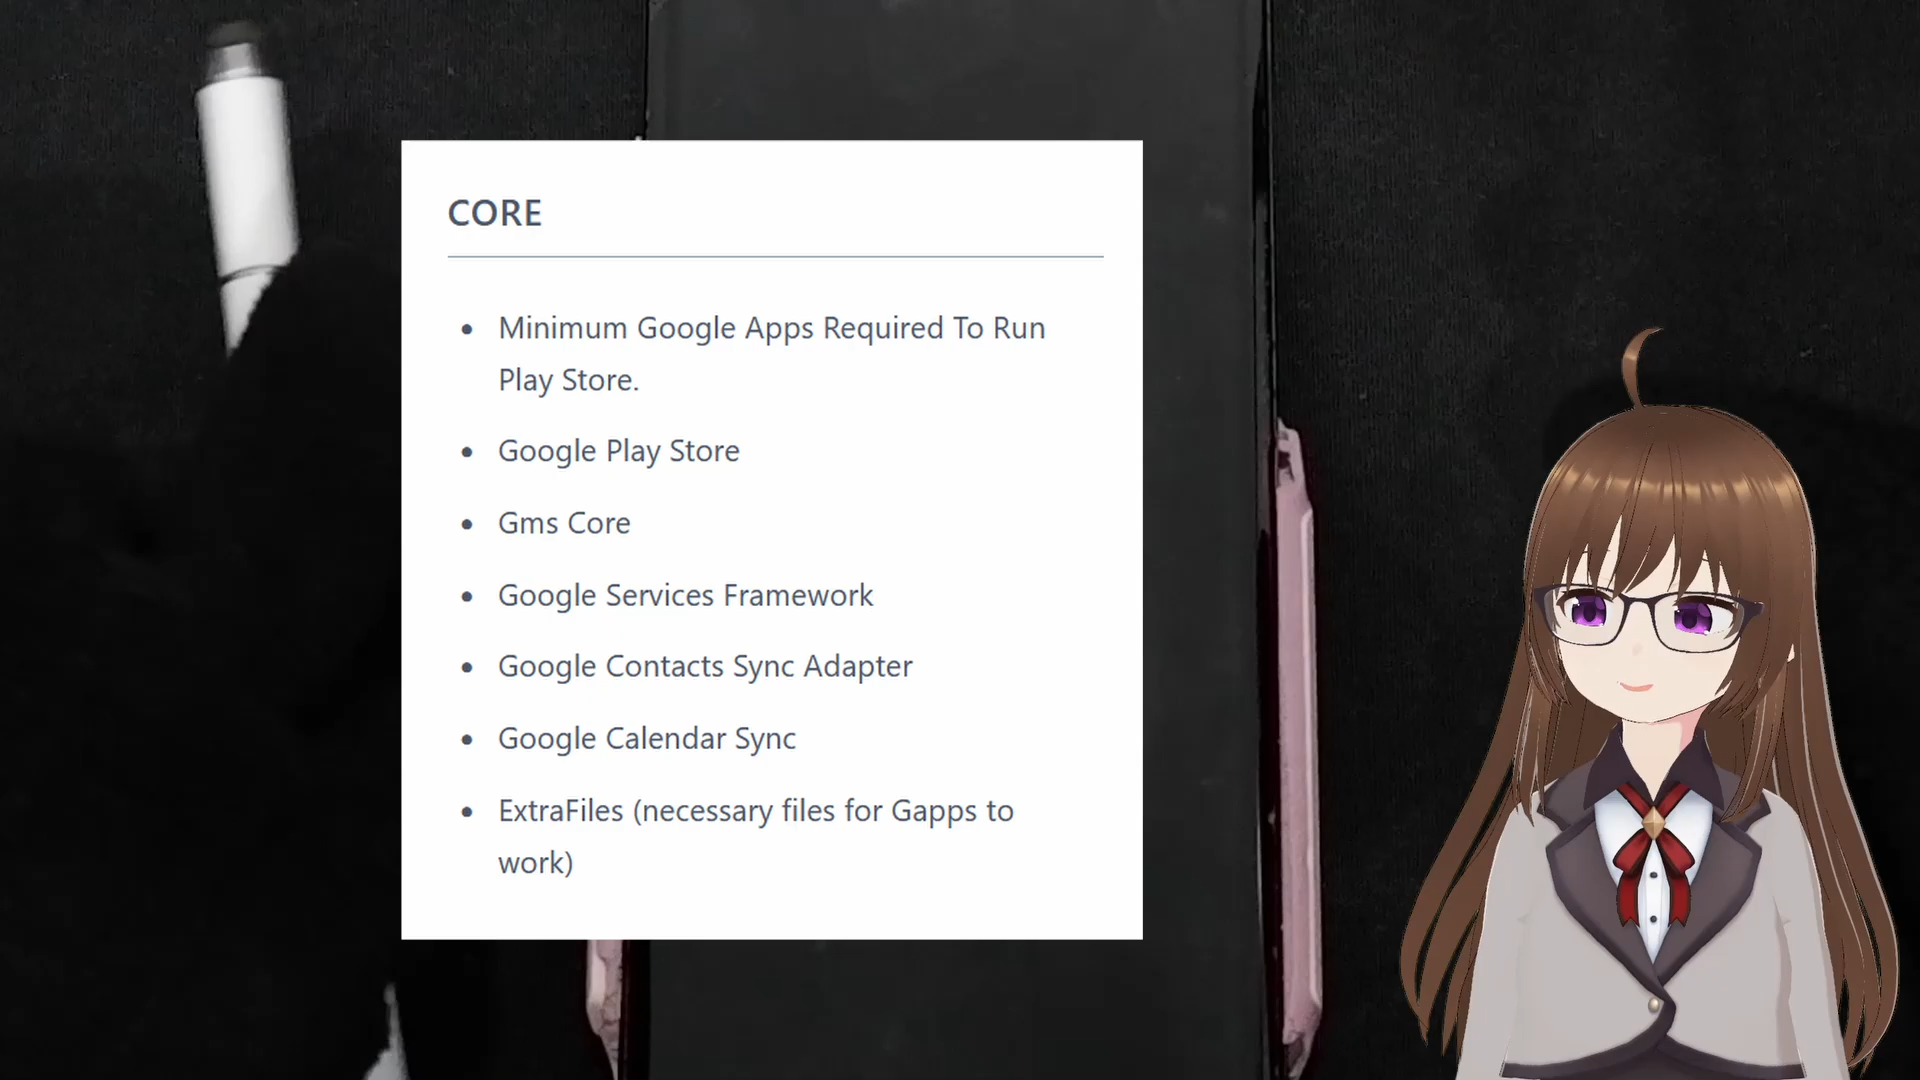 CORE
Minimum Google Apps Required To Run
Play Store.
Google Play Store
Gms Core
Google Services Framework
Google Contacts Sync Adapter
Google Calendar Sync
ExtraFiles (necessary files for Gapps to
work)